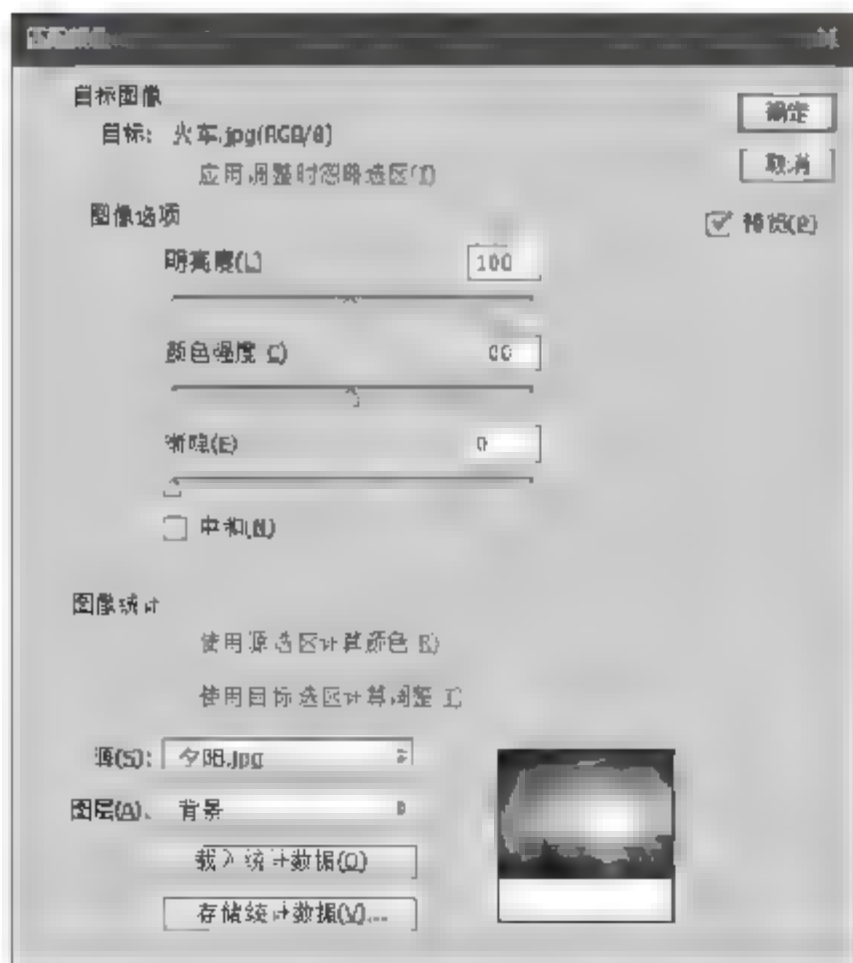 目标图像
目标: 火车.jpg(RGB/8)
确定
应用调整时忽略选区(I)
取消
图像选项
预览(P)
明亮度(L)
100
颜色强度(C)
渐隐(E)
0
中和(N)
图像统计
使用源选区计算颜色(R)
使用目标选区计算调整(T)
源(S): 夕阳.jpg
图层(A): 背景
载入统计数据(O)
存储统计数据(V)...